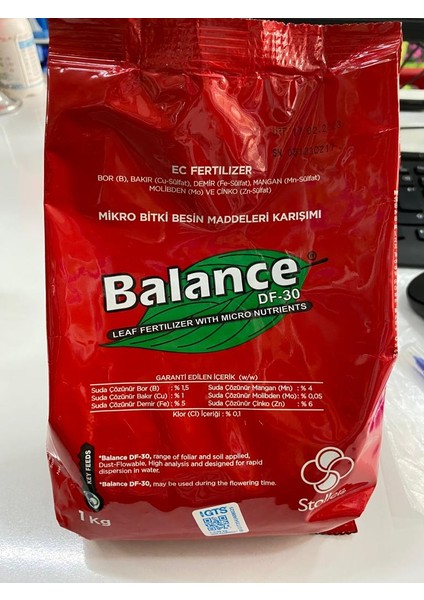 EC FERTILIZER
BOR (B), BAKIR (Cu-Sülfat), DEMİR (Fe-Sülfat), MANGAN (Mn-Sülfat)
MOLİBDEN (Mo) VE ÇİNKO (Zn-Sülfat)
MİKRO BİTKİ BESİN MADDELERİ KARIŞIMI
Balance®
DF-30
LEAF FERTILIZER WITH MICRO NUTRIENTS
GARANTİ EDİLEN İÇERİK (w/w)
Suda Çözünür Bor (B) : % 1,5 Suda Çözünür Mangan (Mn) : % 4
Suda Çözünür Bakır (Cu) : % 1 Suda Çözünür Molibden (Mo) : % 0,05
Suda Çözünür Demir (Fe) : % 5 Suda Çözünür Çinko (Zn) : % 6
Klor (Cl) İçeriği : % 0,1
KEY FEEDS
*Balance DF-30, range of foliar and soil applied,
Dust-Flowable, High analysis and designed for rapid
dispersion in water.
*Balance DF-30, may be used during the flowering time.
1 Kg
GTS